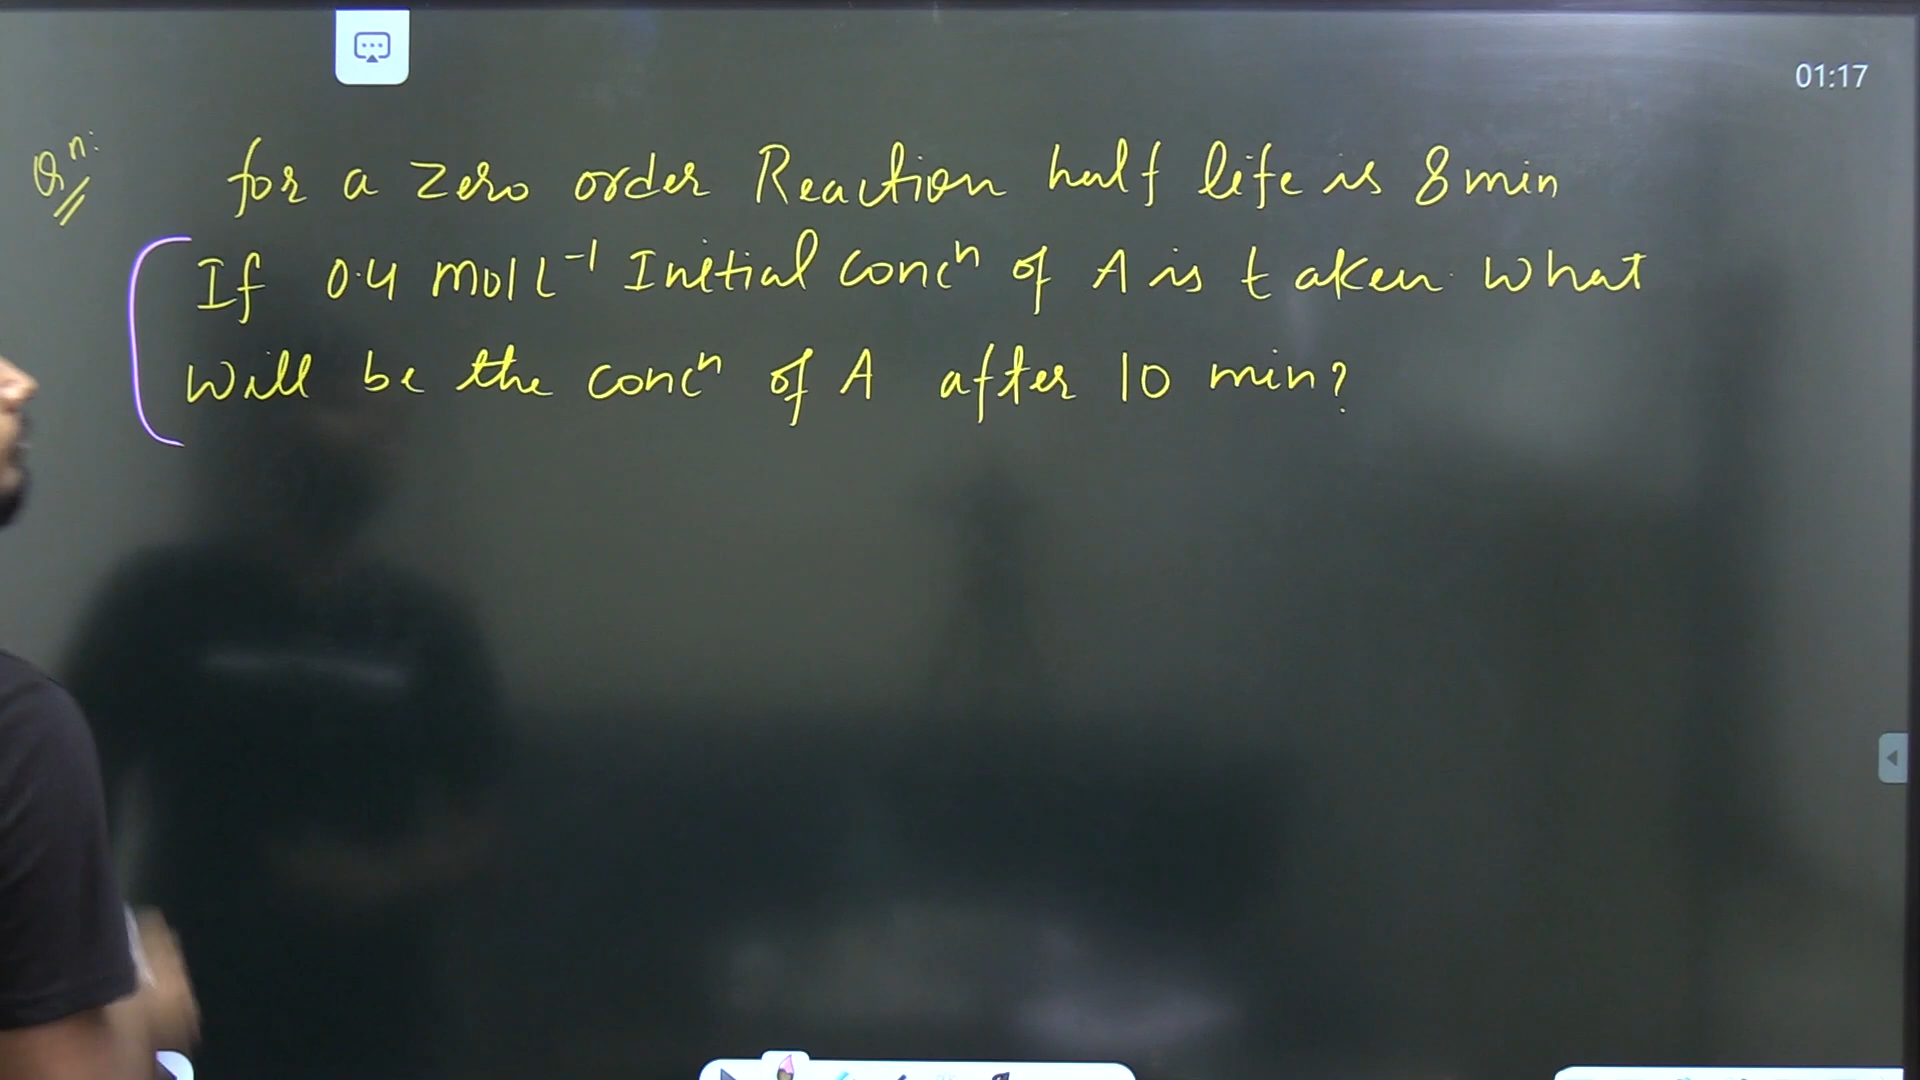 01:17
Qⁿ: for a zero order Reaction half life is 8 min
If 0.4 mol L⁻¹ Initial concⁿ of A is taken. What
will be the concⁿ of A after 10 min?